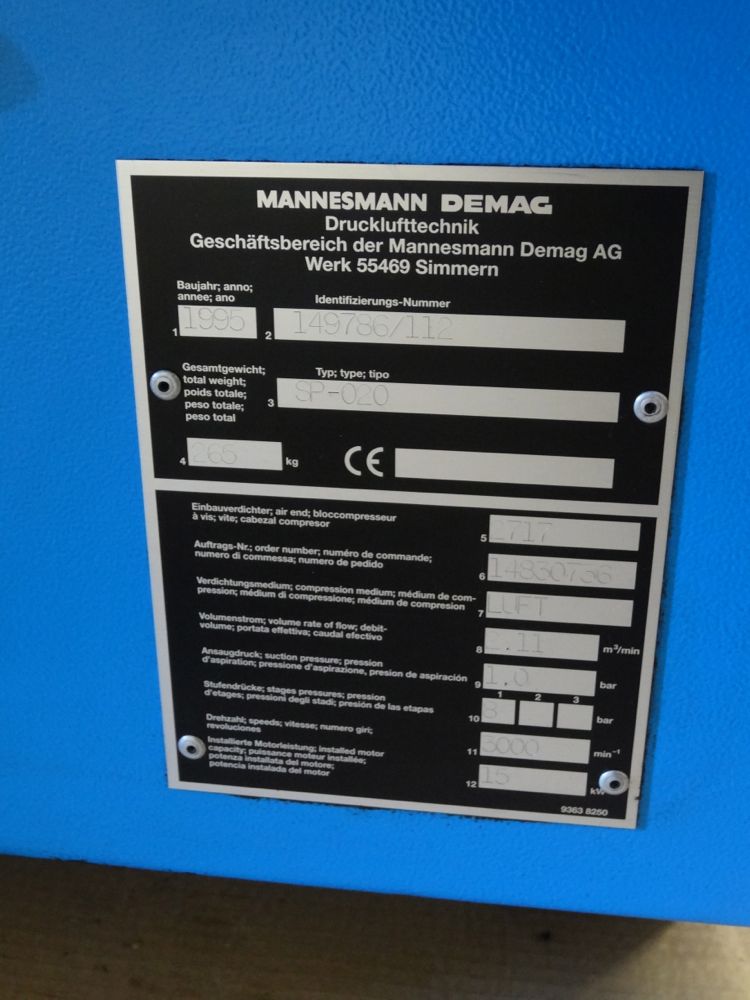 MANNESMANN DEMAG
Drucklufttechnik
Geschäftsbereich der Mannesmann Demag AG
Werk 55469 Simmern
Baujahr; anno;
annee; ano
Identifizierungs-Nummer
1 1995 2 149786/112
Gesamtgewicht;
total weight;
poids totale;
peso totale;
peso total
Typ; type; tipo
3 SP-020
4 265 kg CE
Einbauverdichter; air end; bloccompresseur
à vis; vite; cabezal compresor
5 L717
Auftrags-Nr.; order number; numéro de commande;
numero di commessa; numero de pedido
6 14830736
Verdichtungsmedium; compression medium; médium de com-
pression; médium di compressione; médium de compresion
7 LUFT
Volumenstrom; volume rate of flow; debit-
volume; portata effettiva; caudal efectivo
8 2.11 m³/min
Ansaugdruck; suction pressure; pression
d'aspiration; pressione d'aspirazione, presion de aspiración
9 1,0 bar
1 2 3
Stufendrücke; stages pressures; pression
d'etages; pressioni degli stadi; presión de las etapas
10 8 bar
Drehzahl; speeds; vitesse; numero giri;
revoluciones
11 3000 min⁻¹
Installierte Motorleistung; installed motor
capacity; puissance moteur installée;
potenza installata del motore;
potencia instalada del motor
12 15 kW
9363 8250